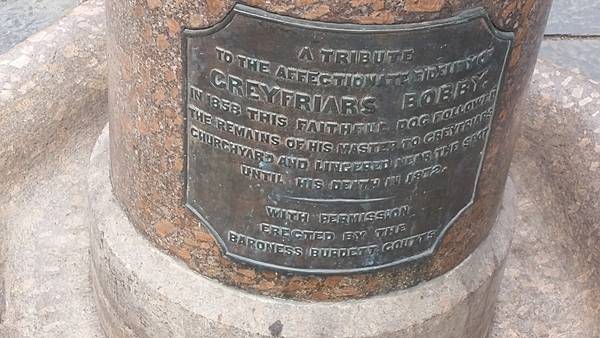 A TRIBUTE
TO THE AFFECTIONATE FIDELITY OF
GREYFRIARS BOBBY.
IN 1858 THIS FAITHFUL DOG FOLLOWED
THE REMAINS OF HIS MASTER TO GREYFRIARS
CHURCHYARD AND LINGERED NEAR THE SPOT
UNTIL HIS DEATH IN 1872.
WITH PERMISSION
ERECTED BY THE
BARONESS BURDETT COUTTS.